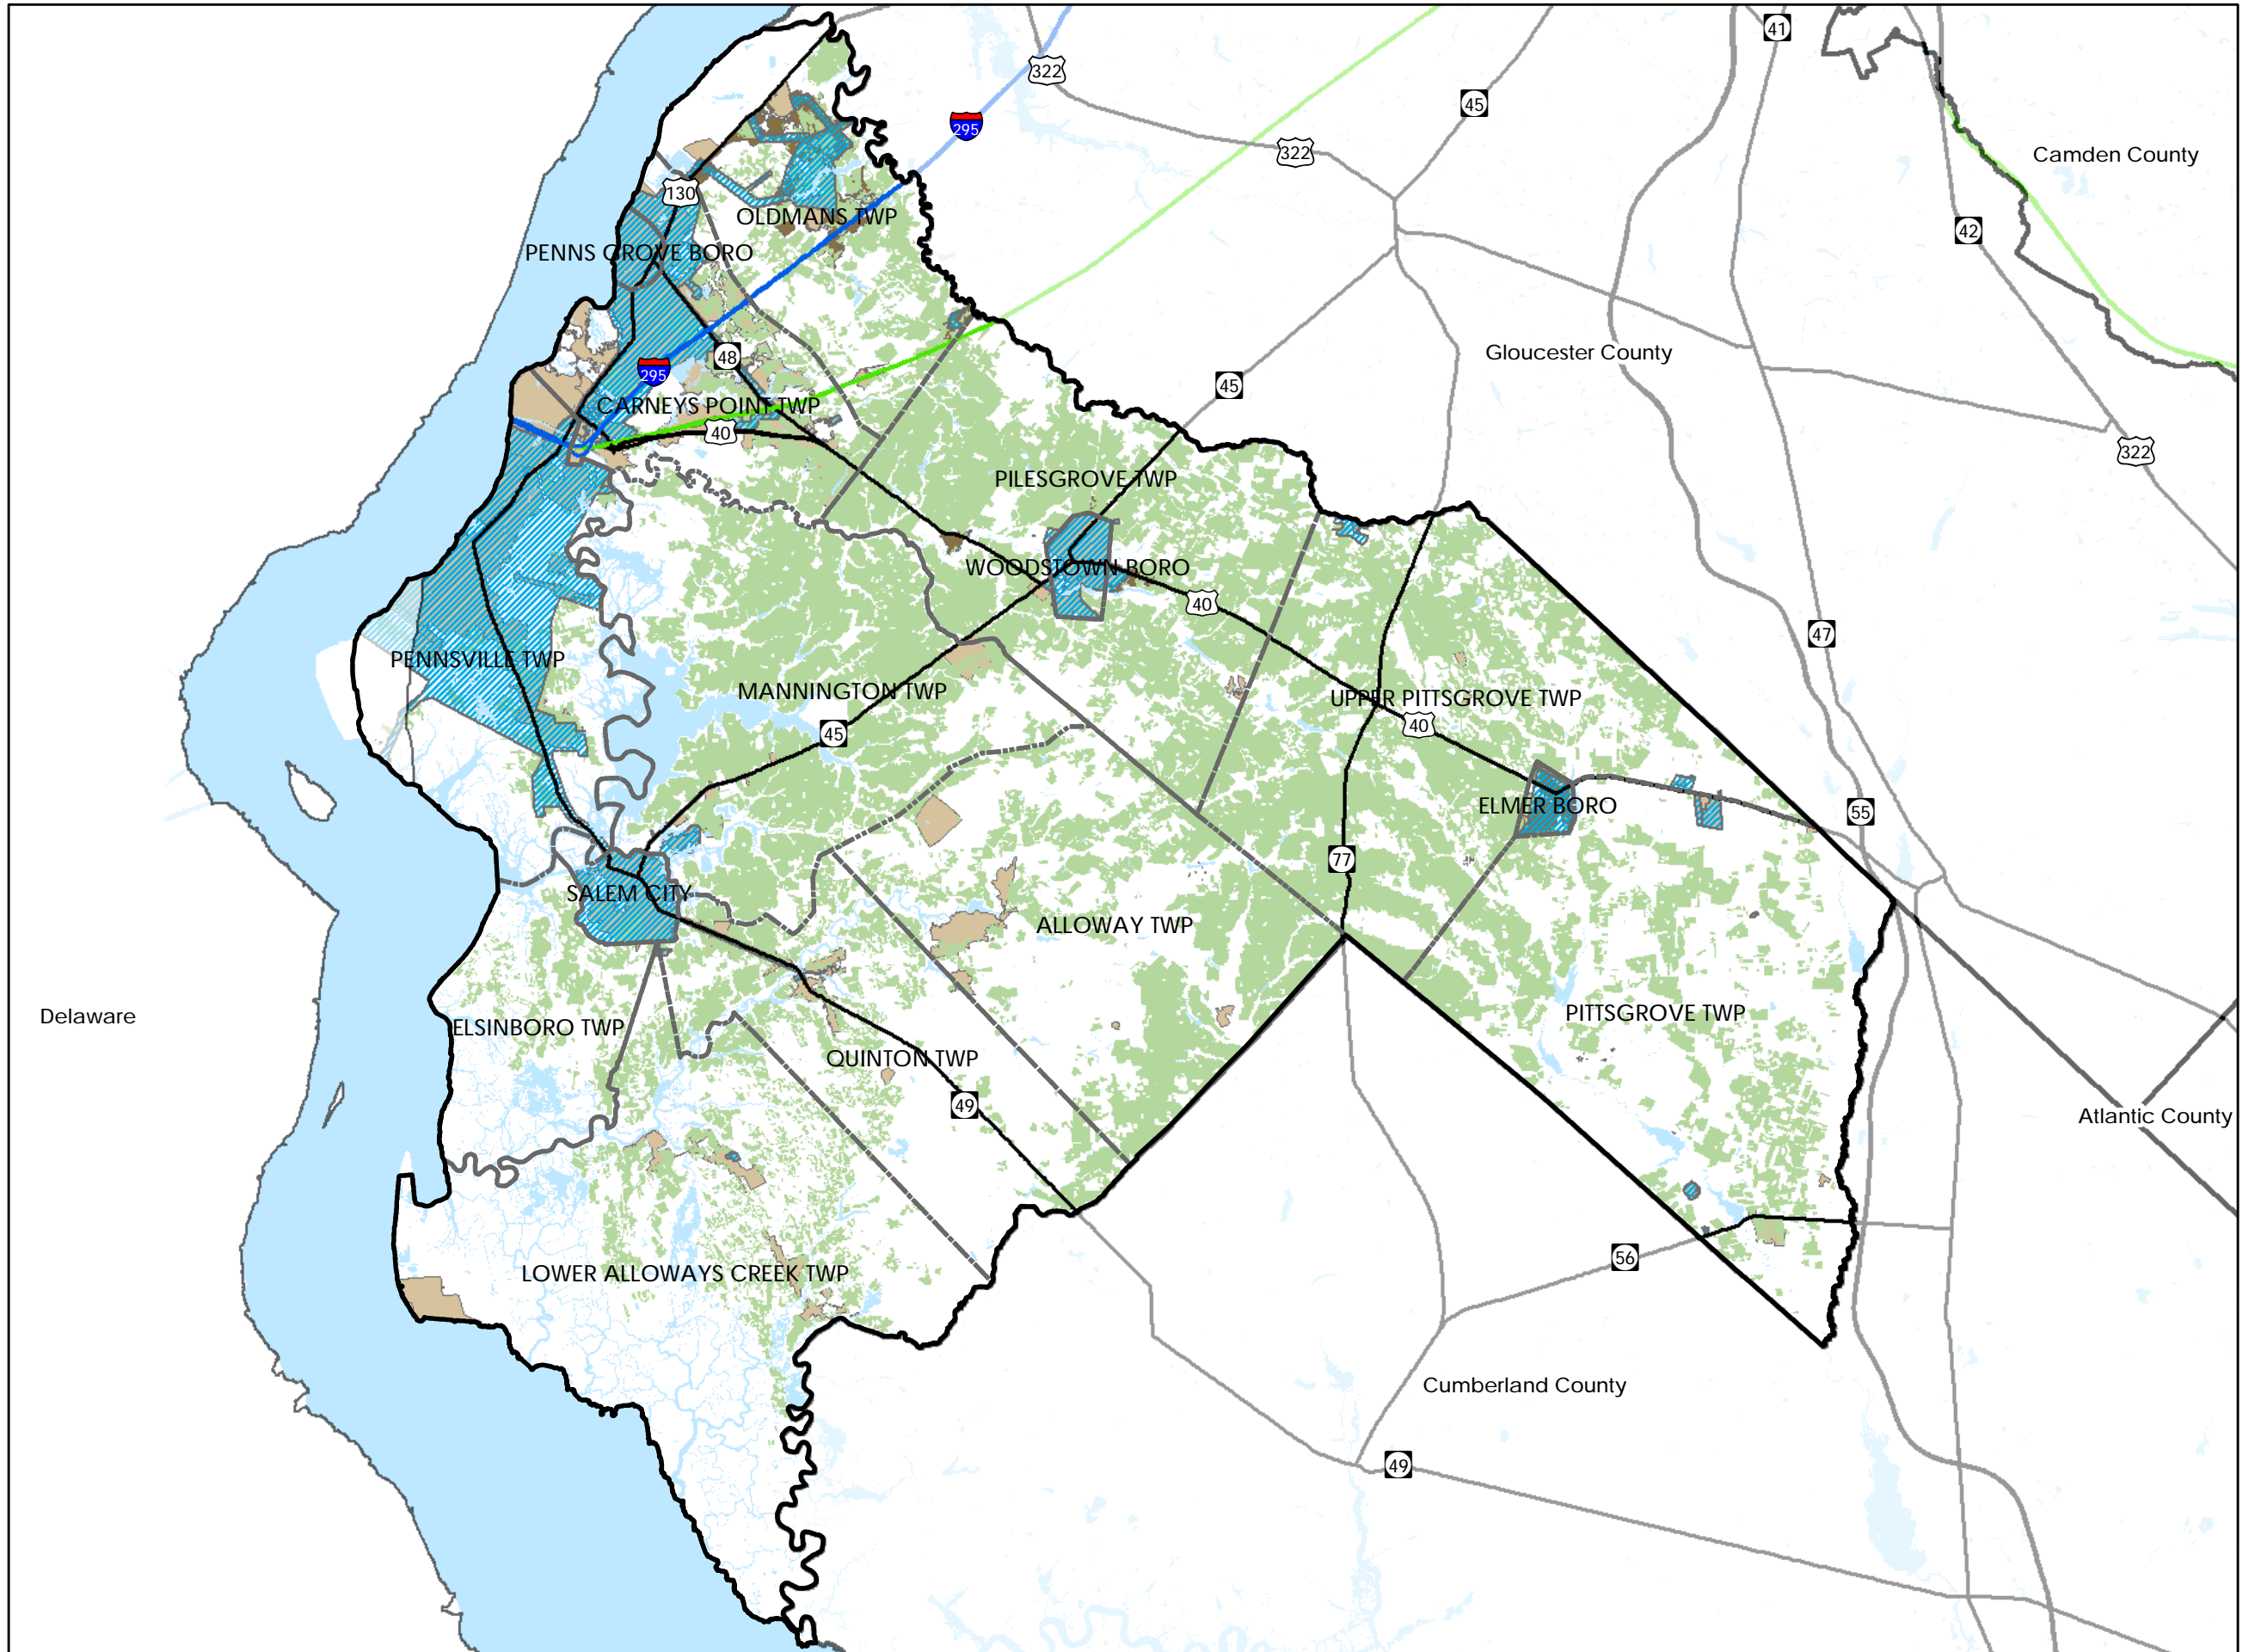 41
322
45
295
322
Camden County
130
OLDMANS TWP
42
PENNS GROVE BORO
Gloucester County
48
295
45
CARNEYS POINT TWP
40
322
PILESGROVE TWP
WOODSTOWN BORO
40
47
PENNSVILLE TWP
MANNINGTON TWP
UPPER PITTSGROVE TWP
40
45
ELMER BORO
55
77
SALEM CITY
ALLOWAY TWP
Delaware
PITTSGROVE TWP
ELSINBORO TWP
QUINTON TWP
49
Atlantic County
56
LOWER ALLOWAYS CREEK TWP
Cumberland County
49